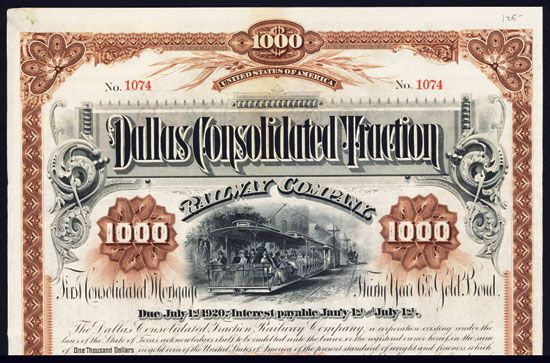 125-
1000
UNITED STATES OF AMERICA
No. 1074 No. 1074
Dallas Consolidated Traction
RAILWAY COMPANY
1000 1000
First Consolidated Mortgage Thirty Year 6% Gold Bond.
Due July 1st 1920. Interest payable Jan'y 1st and July 1st.
The Dallas Consolidated Traction Railway Company, a corporation existing under the
laws of the State of Texas, acknowledges itself to be indebted unto the bearer, or the registered owner hereof in the sum
of One Thousand Dollars in gold coin of the United States of America of the present standard of weight and fineness,